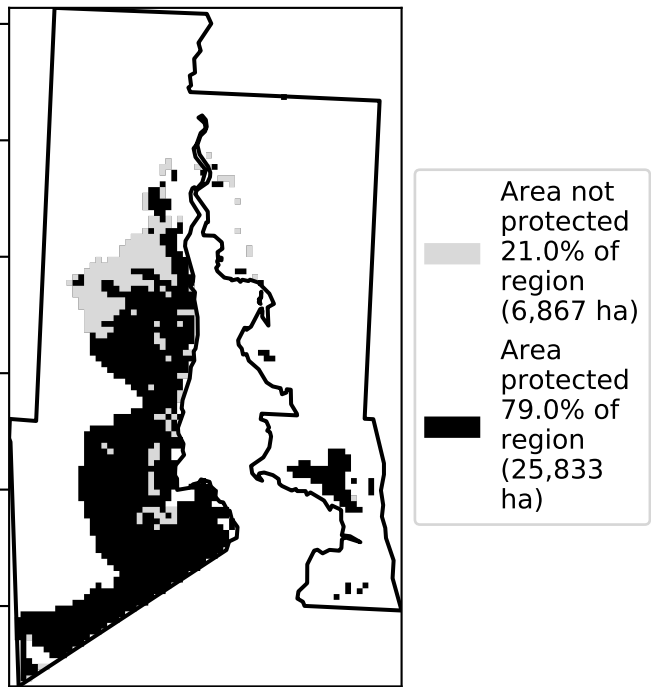 Area not
protected
21.0% of
region
(6,867 ha)
Area
protected
79.0% of
region
(25,833
ha)